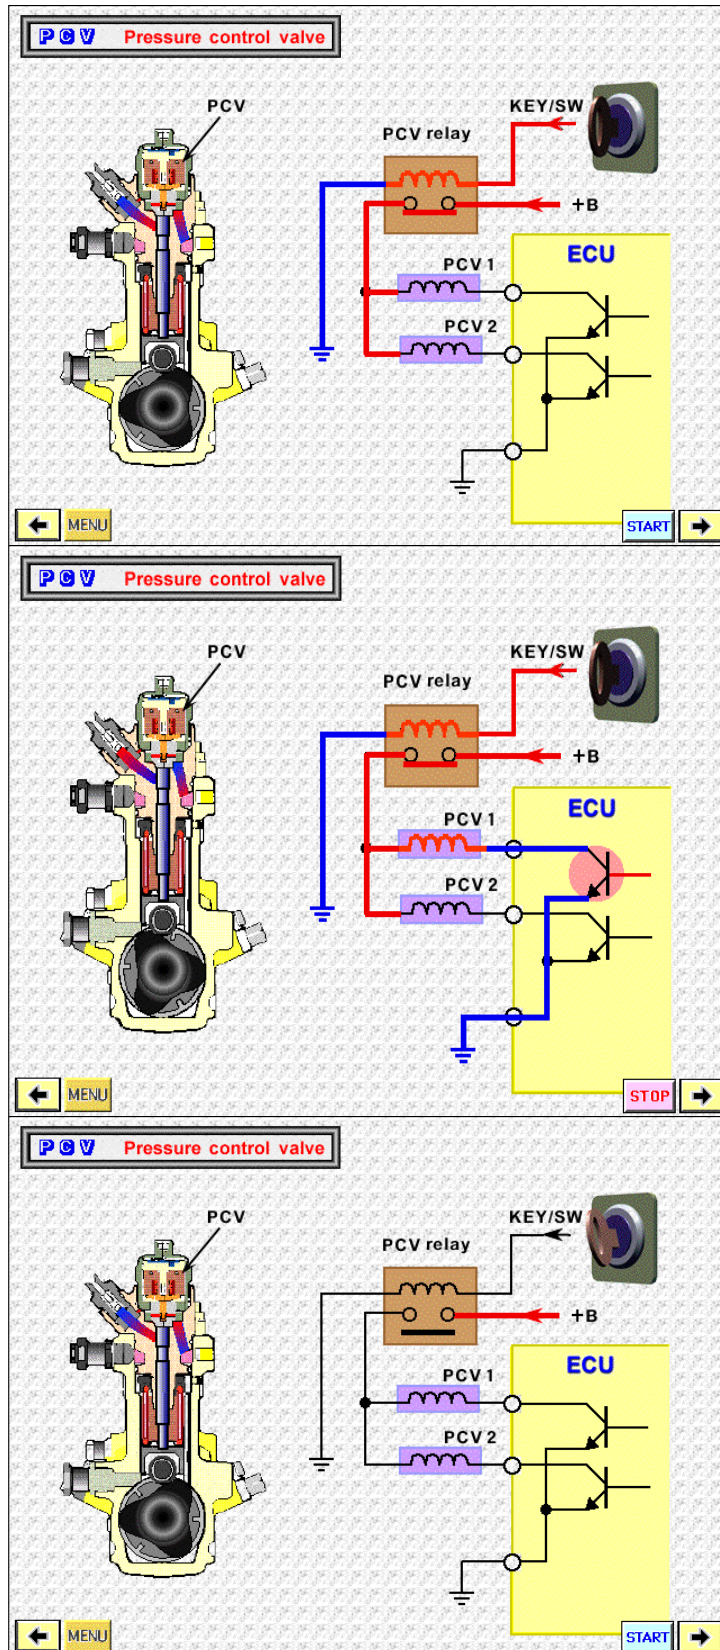 PCV Pressure control valve
PCV
KEY/SW
PCV relay
+B
ECU
PCV 1
PCV 2
MENU
START
PCV Pressure control valve
PCV
KEY/SW
PCV relay
+B
ECU
PCV 1
PCV 2
MENU
STOP
PCV Pressure control valve
PCV
KEY/SW
PCV relay
+B
ECU
PCV 1
PCV 2
MENU
START